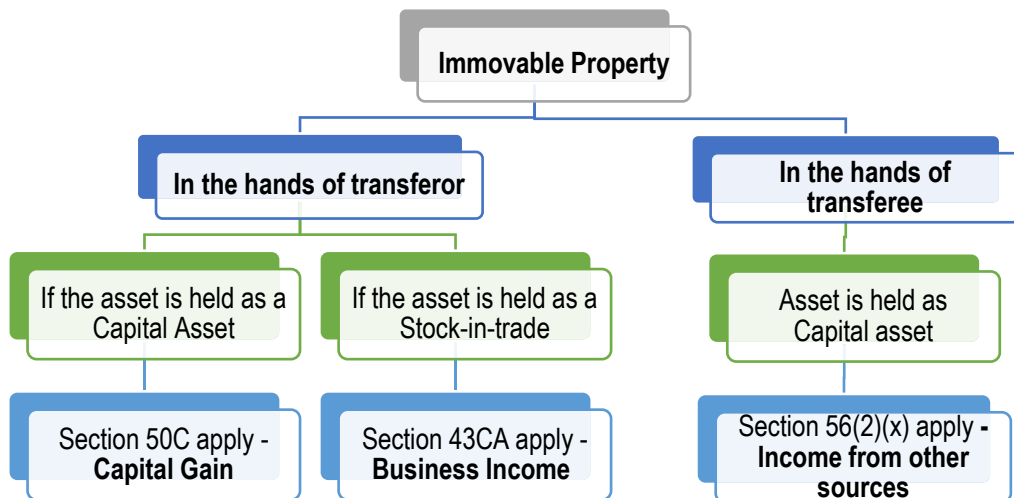 Immovable Property
In the hands of transferor
In the hands of
transferee
If the asset is held as a
Capital Asset
If the asset is held as a
Stock-in-trade
Asset is held as
Capital asset
Section 50C apply -
Capital Gain
Section 43CA apply -
Business Income
Section 56(2)(x) apply -
Income from other
sources